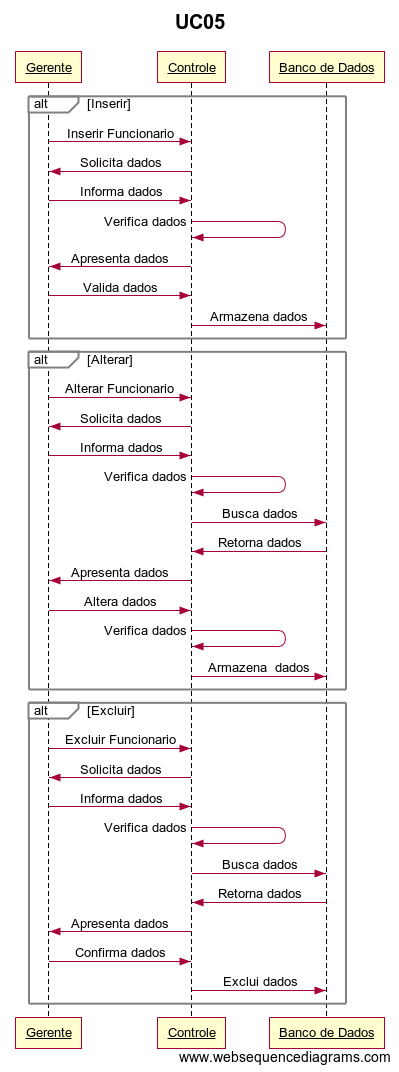 UC05
Gerente Controle Banco de Dados
alt [Inserir]
Inserir Funcionario
Solicita dados
Informa dados
Verifica dados
Apresenta dados
Valida dados
Armazena dados
alt [Alterar]
Alterar Funcionario
Solicita dados
Informa dados
Verifica dados
Busca dados
Retorna dados
Apresenta dados
Altera dados
Verifica dados
Armazena  dados
alt [Excluir]
Excluir Funcionario
Solicita dados
Informa dados
Verifica dados
Busca dados
Retorna dados
Apresenta dados
Confirma dados
Exclui dados
Gerente Controle Banco de Dados
www.websequencediagrams.com